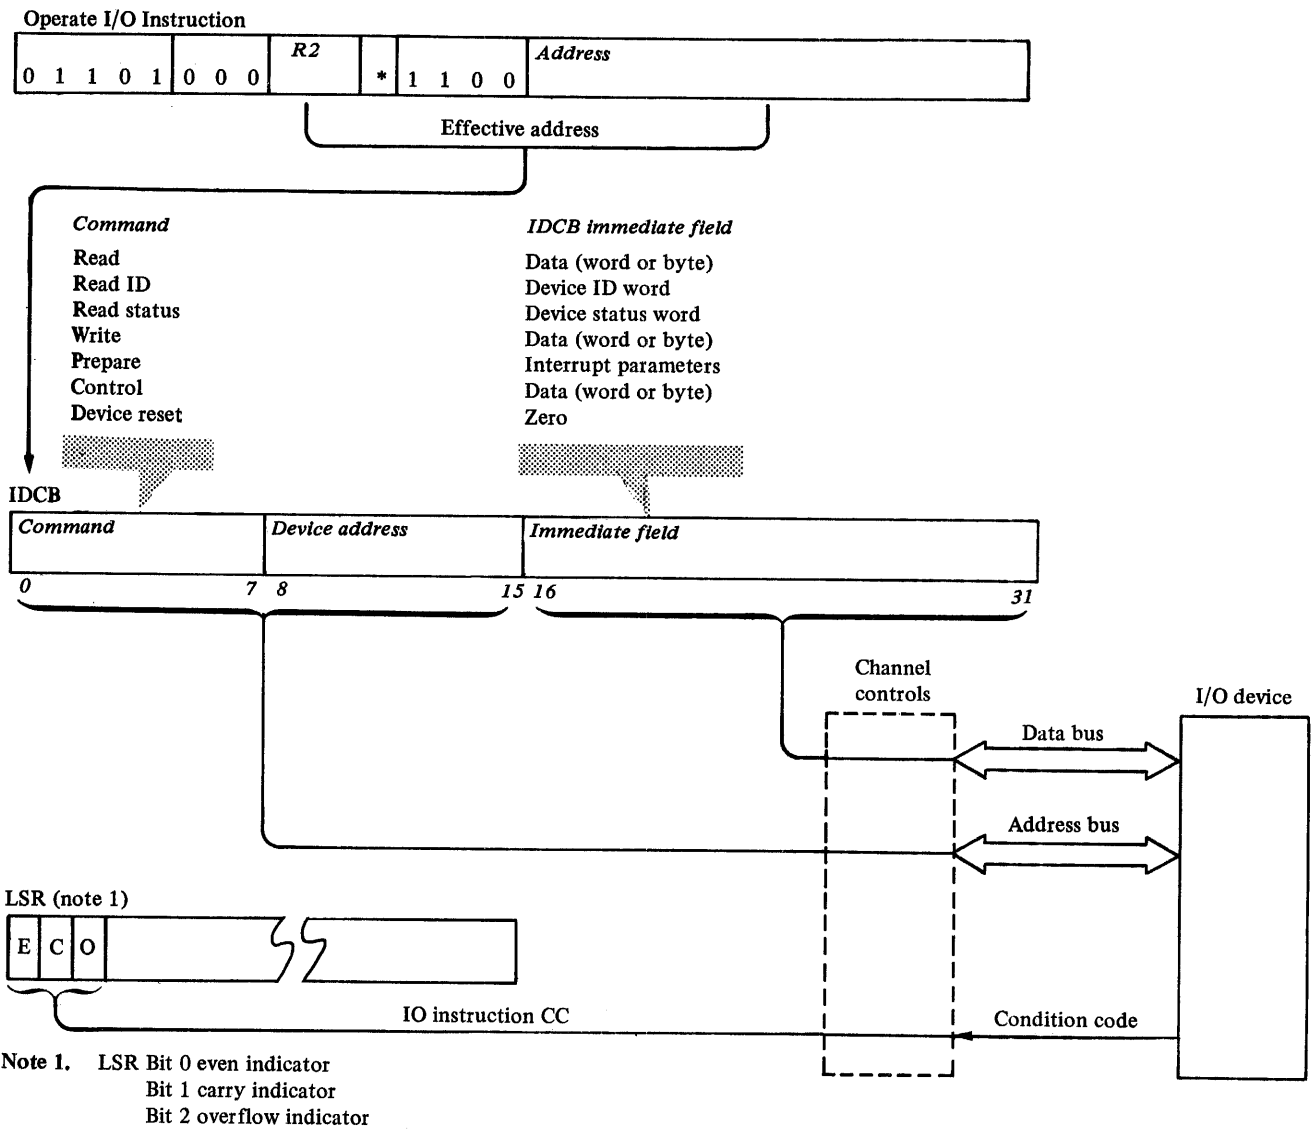 Operate I/O Instruction
R2 Address
0 1 1 0 1 0 0 0 * 1 1 0 0
Effective address
Command IDCB immediate field
Read Data (word or byte)
Read ID Device ID word
Read status Device status word
Write Data (word or byte)
Prepare Interrupt parameters
Control Data (word or byte)
Device reset Zero
IDCB
Command Device address Immediate field
0 7 8 15 16 31
Channel
controls
I/O device
Data bus
Address bus
LSR (note 1)
E C O
IO instruction CC
Condition code
Note 1. LSR Bit 0 even indicator
Bit 1 carry indicator
Bit 2 overflow indicator